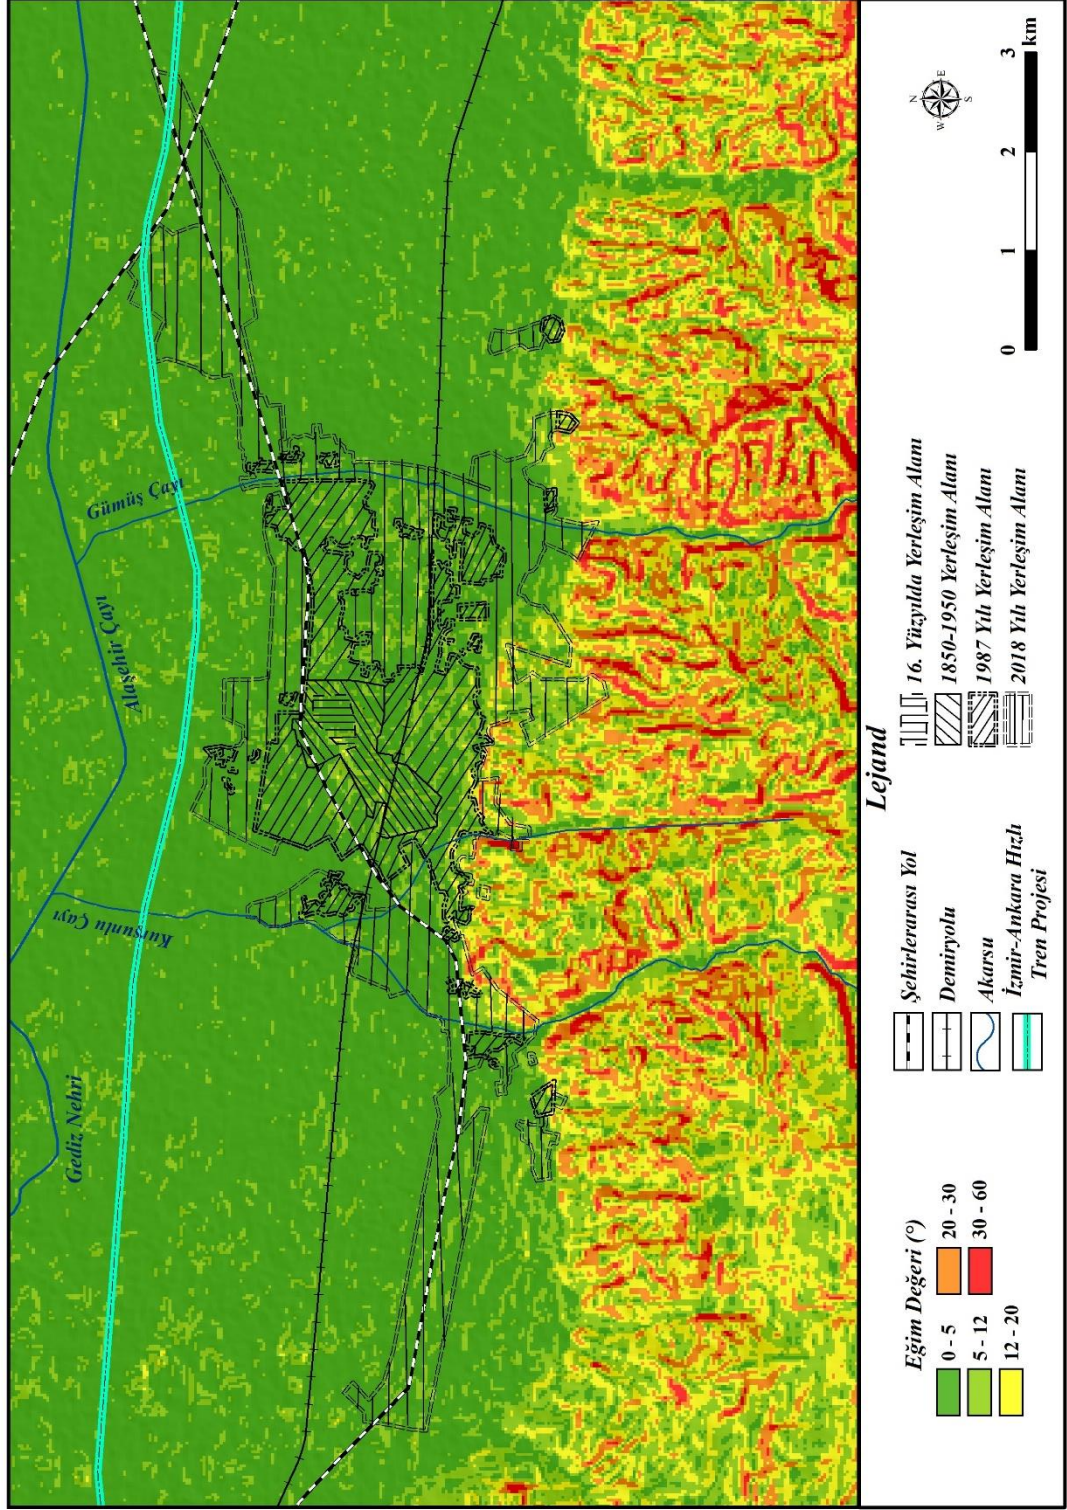 Gediz Nehri
Kurşunlu Çayı
Alaşehir Çayı
Gümüş Çayı
Lejand
Eğim Değeri (°)
0 - 5
5 - 12
12 - 20
20 - 30
30 - 60
Şehirlerarası Yol
Demiryolu
Akarsu
İzmir-Ankara Hızlı
Tren Projesi
16. Yüzyılda Yerleşim Alanı
1850-1950 Yerleşim Alanı
1987 Yılı Yerleşim Alanı
2018 Yılı Yerleşim Alanı
N
W
E
S
0
1
2
3
km